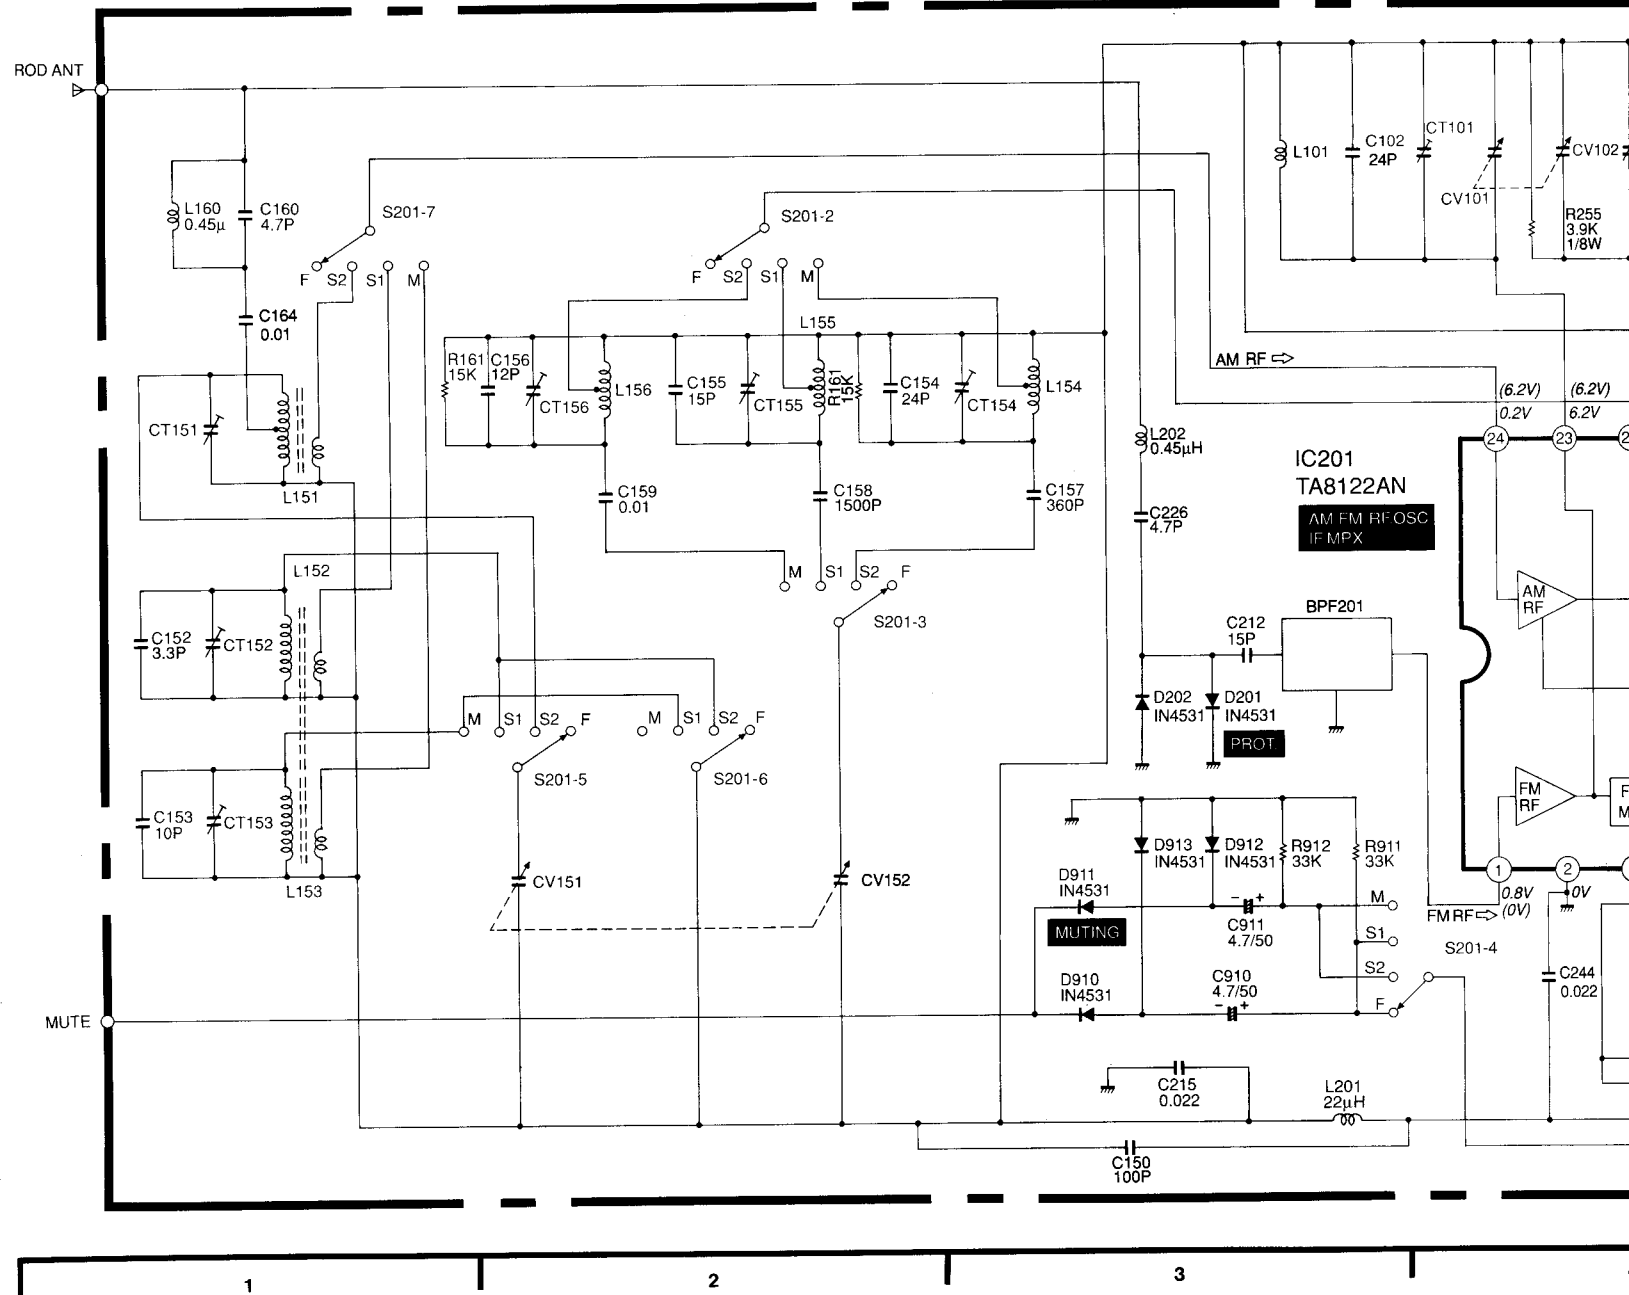 ROD ANT
L160
0.45µ
C160
4.7P
S201-7
F S2 S1 M
C164
0.01
CT151
L151
L152
C152
3.3P
CT152
C153
10P
CT153
L153
S201-2
F S2 S1 M
L155
R161
15K
C156
12P
CT156
L156
C155
15P
CT155
R161
15K
C154
24P
CT154
L154
C159
0.01
C158
1500P
C157
360P
M S1 S2 F
S201-3
M S1 S2 F
S201-5
M S1 S2 F
S201-6
CV151
CV152
MUTE
L101
C102
24P
CT101
CV101
CV102
R255
3.9K
1/8W
AM RF ⇨
(6.2V)
0.2V
(6.2V)
6.2V
24
23
2
L202
0.45µH
C226
4.7P
IC201
TA8122AN
AM FM RF OSC
IF MPX
AM
RF
BPF201
C212
15P
D202
IN4531
D201
IN4531
PROT.
FM
RF
F
M
D913
IN4531
D912
IN4531
R912
33K
R911
33K
1
2
0.8V
(0V)
0V
FM RF ⇨
D911
IN4531
MUTING
C911
4.7/50
- +
M
S1
S2
F
S201-4
D910
IN4531
C910
4.7/50
- +
C244
0.022
C215
0.022
L201
22µH
C150
100P
1
2
3